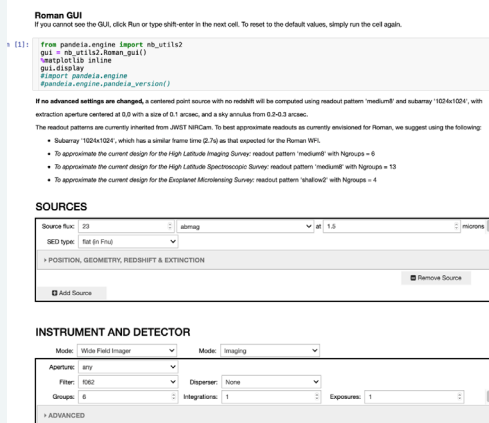 Roman GUI
If you cannot see the GUI, click Run or type shift-enter in the next cell. To reset to the default values, simply run the cell again.
[1]: from pandeia.engine import nb_utils2
gui = nb_utils2.Roman_gui()
%matplotlib inline
gui.display
#import pandeia.engine
#pandeia.engine.pandeia_version()
If no advanced settings are changed, a centered point source with no redshift will be computed using readout pattern 'medium8' and subarray '1024x1024', with
extraction aperture centered at 0,0 with a size of 0.1 arcsec, and a sky annulus from 0.2-0.3 arcsec.
The readout patterns are currently inherited from JWST NIRCam. To best approximate readouts as currently envisioned for Roman, we suggest using the following:
• Subarray '1024x1024', which has a similar frame time (2.7s) as that expected for the Roman WFI.
• To approximate the current design for the High Latitude Imaging Survey: readout pattern 'medium8' with Ngroups = 6
• To approximate the current design for the High Latitude Spectroscopic Survey: readout pattern 'medium8' with Ngroups = 13
• To approximate the current design for the Exoplanet Microlensing Survey: readout pattern 'shallow2' with Ngroups = 4
SOURCES
Source flux: 23 abmag at 1.5 microns
SED type: flat (in Fnu)
POSITION, GEOMETRY, REDSHIFT & EXTINCTION
Remove Source
Add Source
INSTRUMENT AND DETECTOR
Mode: Wide Field Imager Mode: Imaging
Aperture: any
Filter: f062 Disperser: None
Groups: 6 Integrations: 1 Exposures: 1
ADVANCED